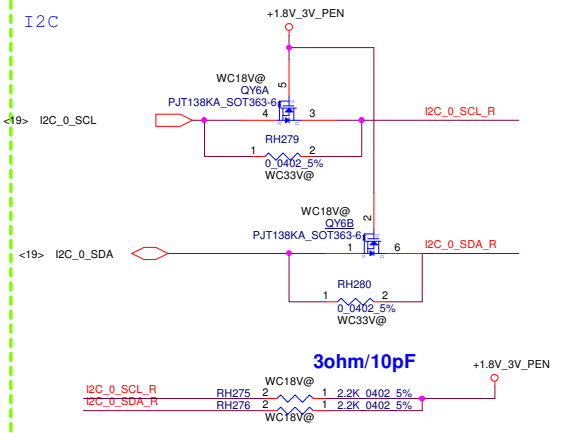 I2C
+1.8V_3V_PEN
WC18V@
QY6A
PJT138KA_SOT363-6
5
4
3
<19> I2C_0_SCL
I2C_0_SCL_R
RH279
1
2
0_0402_5%
WC33V@
WC18V@
QY6B
PJT138KA_SOT363-6
2
1
6
<19> I2C_0_SDA
I2C_0_SDA_R
RH280
1
2
0_0402_5%
WC33V@
3ohm/10pF
+1.8V_3V_PEN
WC18V@
I2C_0_SCL_R RH275 2 1 2.2K_0402_5%
I2C_0_SDA_R RH276 2 1 2.2K_0402_5%
WC18V@